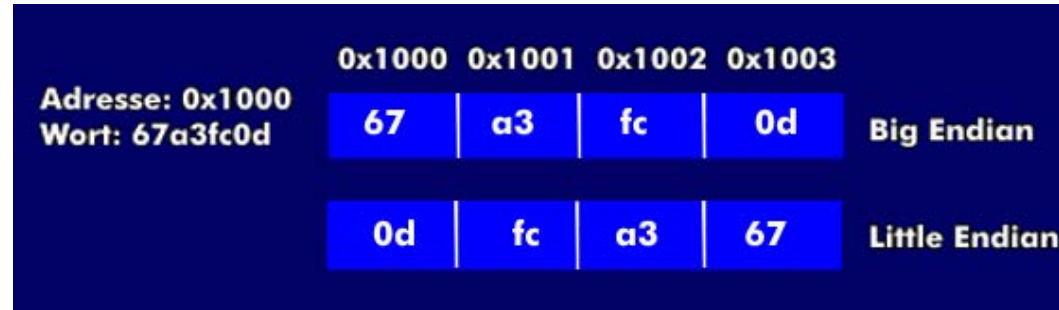 0x1000 0x1001 0x1002 0x1003
Adresse: 0x1000
Wort: 67a3fc0d
67 a3 fc 0d Big Endian
0d fc a3 67 Little Endian